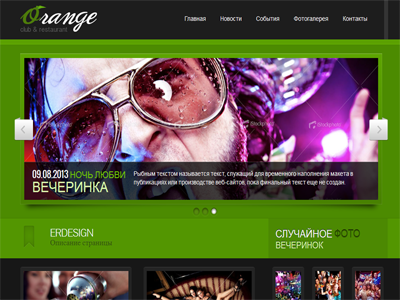 Orange
club & restaurant
Главная Новости События Фотогалерея Контакты
09.08.2013 НОЧЬ ЛЮБВИ
ВЕЧЕРИНКА
Рыбным текстом называется текст, служащий для временного наполнения макета в
публикациях или производстве веб-сайтов, пока финальный текст еще не создан.
ERDESIGN
Описание страницы
СЛУЧАЙНОЕ ФОТО
ВЕЧЕРИНОК